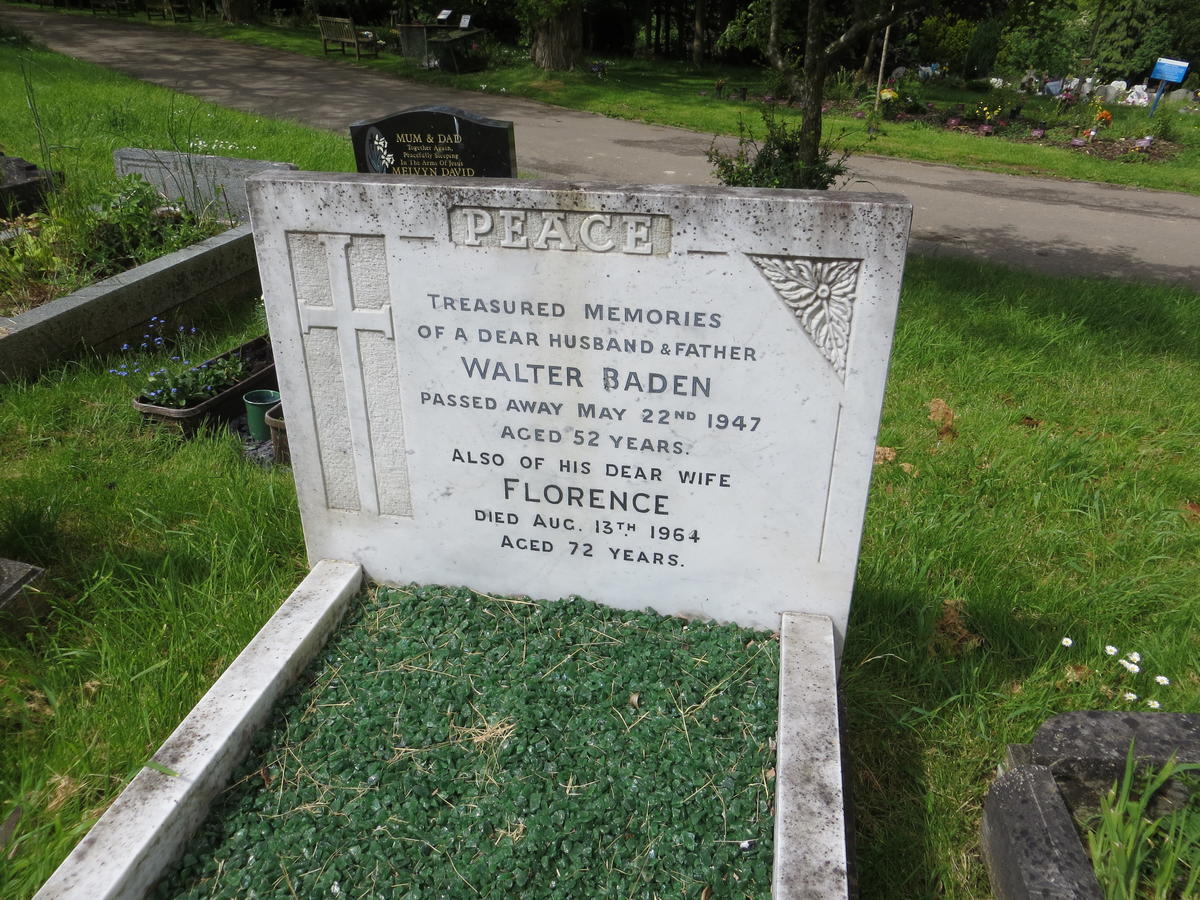 MUM & DAD
Together Again,
Peacefully Sleeping
In The Arms Of Jesus
MELVYN DAVID
PEACE
TREASURED MEMORIES
OF A DEAR HUSBAND & FATHER
WALTER BADEN
PASSED AWAY MAY 22ND 1947
AGED 52 YEARS.
ALSO OF HIS DEAR WIFE
FLORENCE
DIED AUG. 13TH 1964
AGED 72 YEARS.